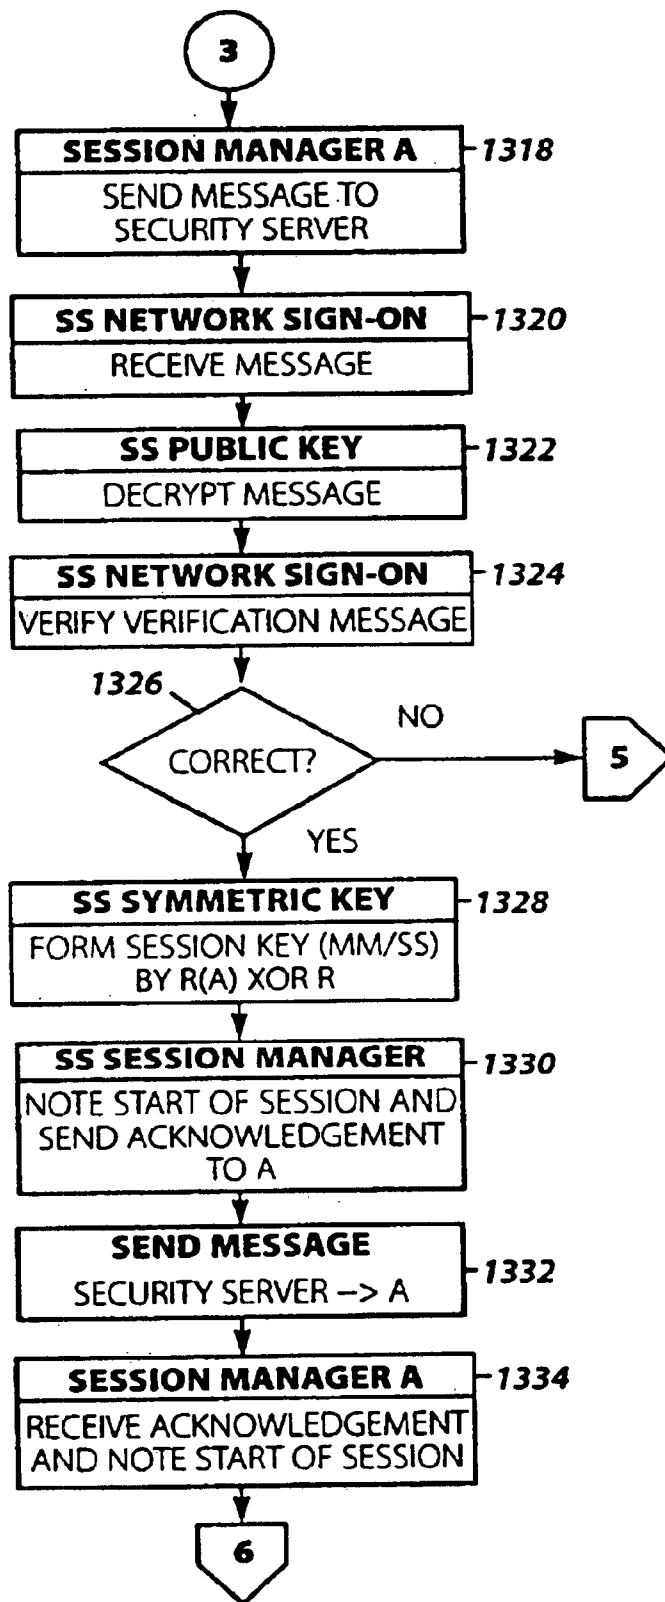 3
SESSION MANAGER A
1318
SEND MESSAGE TO
SECURITY SERVER
SS NETWORK SIGN-ON
1320
RECEIVE MESSAGE
SS PUBLIC KEY
1322
DECRYPT MESSAGE
SS NETWORK SIGN-ON
1324
VERIFY VERIFICATION MESSAGE
1326
CORRECT?
NO
5
YES
SS SYMMETRIC KEY
1328
FORM SESSION KEY (MM/SS)
BY R(A) XOR R
SS SESSION MANAGER
1330
NOTE START OF SESSION AND
SEND ACKNOWLEDGEMENT
TO A
SEND MESSAGE
1332
SECURITY SERVER –> A
SESSION MANAGER A
1334
RECEIVE ACKNOWLEDGEMENT
AND NOTE START OF SESSION
6